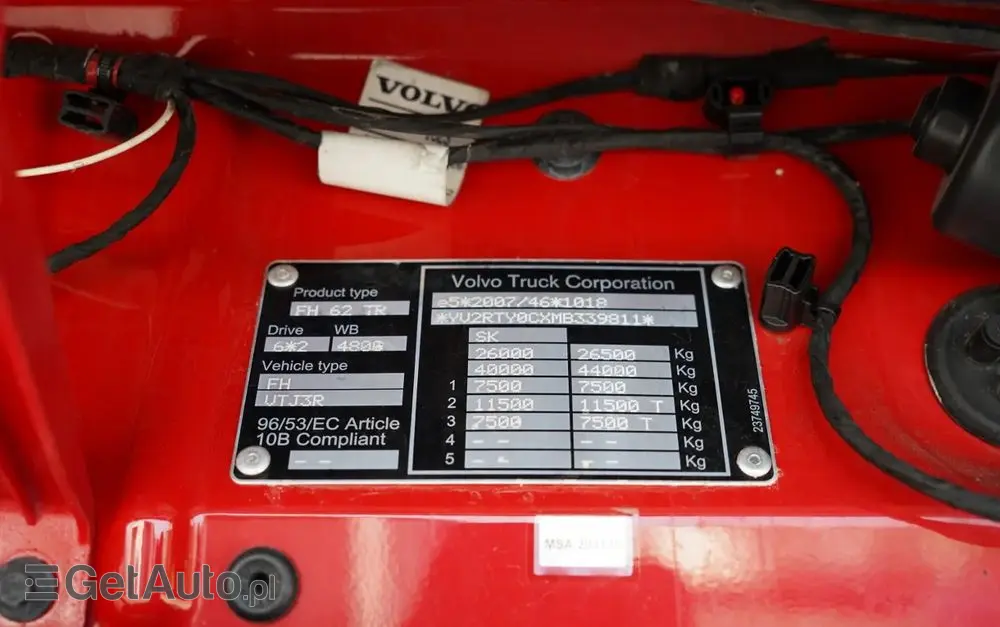 VOLVO
Product type
FH 62 TR
Drive WB
6*2 4800
Vehicle type
FH
VTJ3R
96/53/EC Article
10B Compliant
-- --
Volvo Truck Corporation
e5*2007/46*1018
*YV2RTY0CXMB339811*
SK
26000 26500 Kg
40000 44000 Kg
1 7500 7500 Kg
2 11500 11500 T Kg
3 7500 7500 T Kg
4 -- -- -- -- Kg
5 -- -- -- -- Kg
23749745
MSA
GetAuto.pl